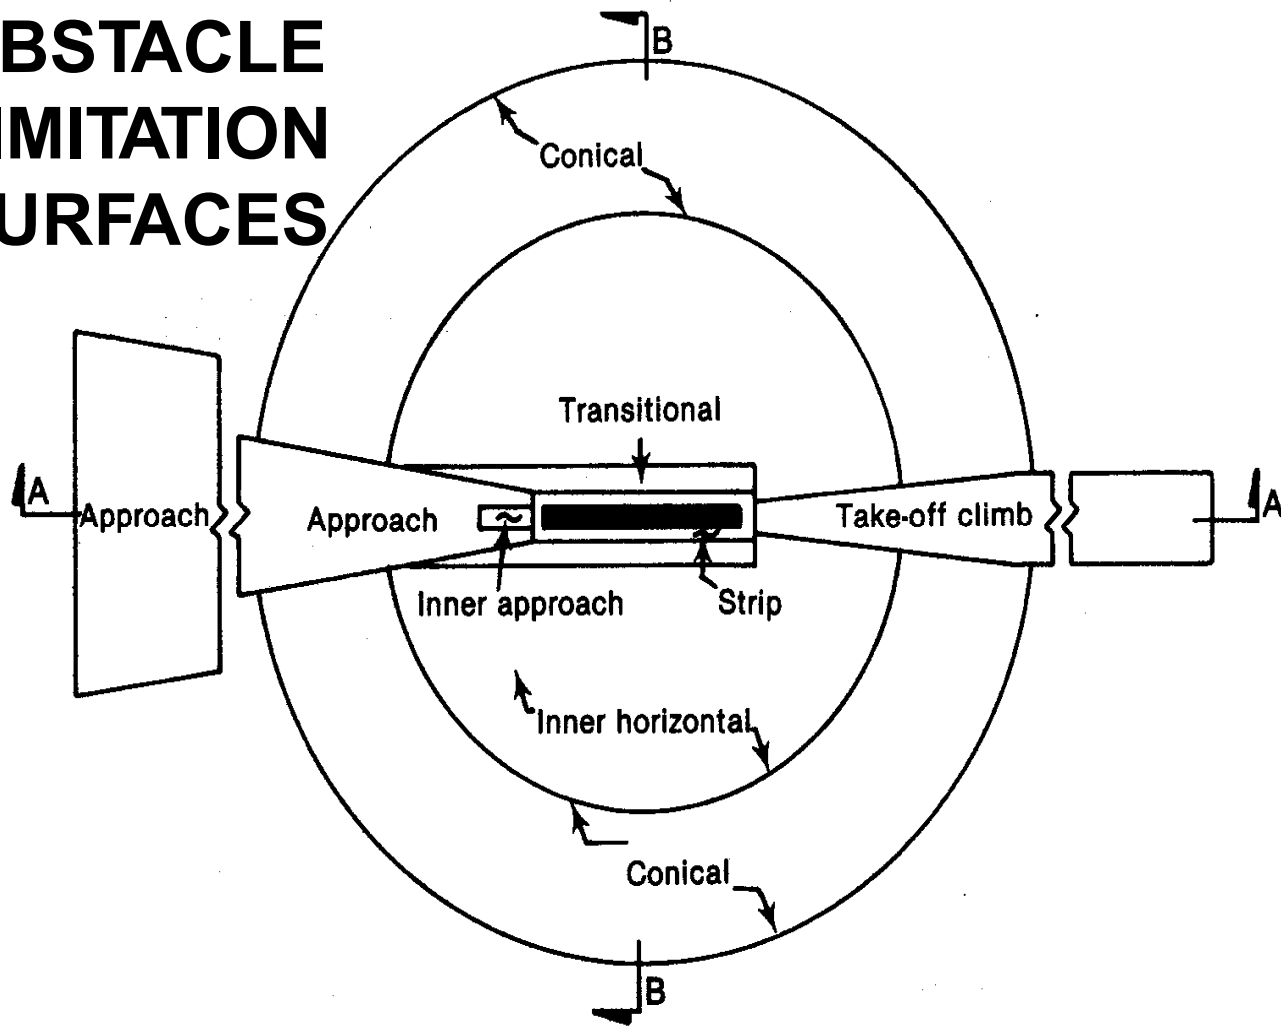 BSTACLE
IMITATION
URFACES
B
Conical
Transitional
A
Approach
Approach
Take-off climb
A
Inner approach
Strip
Inner horizontal
Conical
B